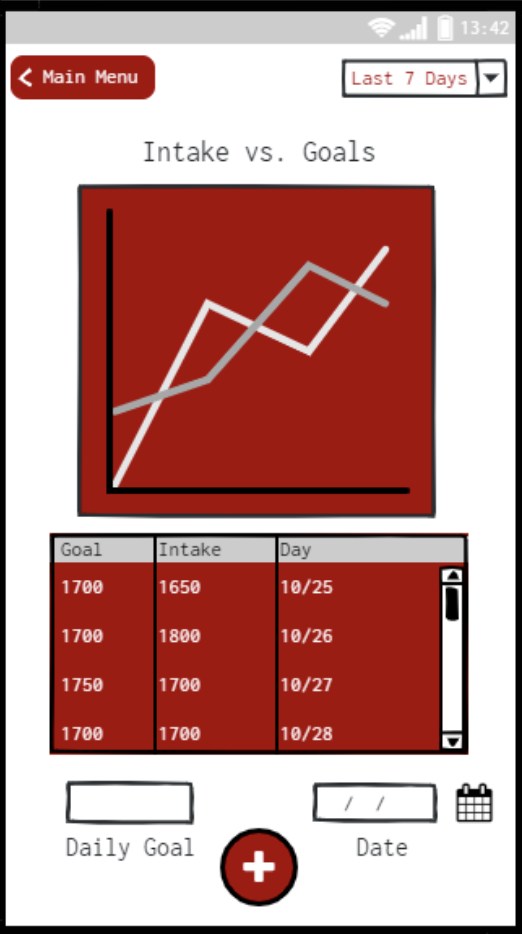 13:42
Main Menu
Last 7 Days
Intake vs. Goals
Goal Intake Day
1700 1650 10/25
1700 1800 10/26
1750 1700 10/27
1700 1700 10/28
/ /
Daily Goal Date